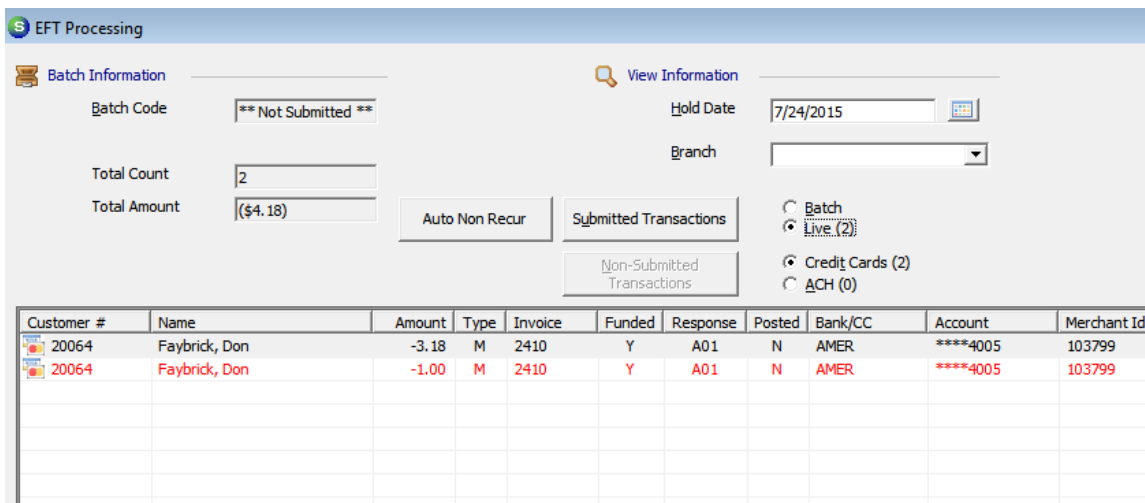 S EFT Processing
Batch Information
View Information
Batch Code ** Not Submitted **
Hold Date 7/24/2015
Branch
Total Count 2
Total Amount ($4.18)
Auto Non Recur
Submitted Transactions
Batch
Live (2)
Non-Submitted
Transactions
Credit Cards (2)
ACH (0)
Customer # Name Amount Type Invoice Funded Response Posted Bank/CC Account Merchant Id
20064 Faybrick, Don -3.18 M 2410 Y A01 N AMER ****4005 103799
20064 Faybrick, Don -1.00 M 2410 Y A01 N AMER ****4005 103799